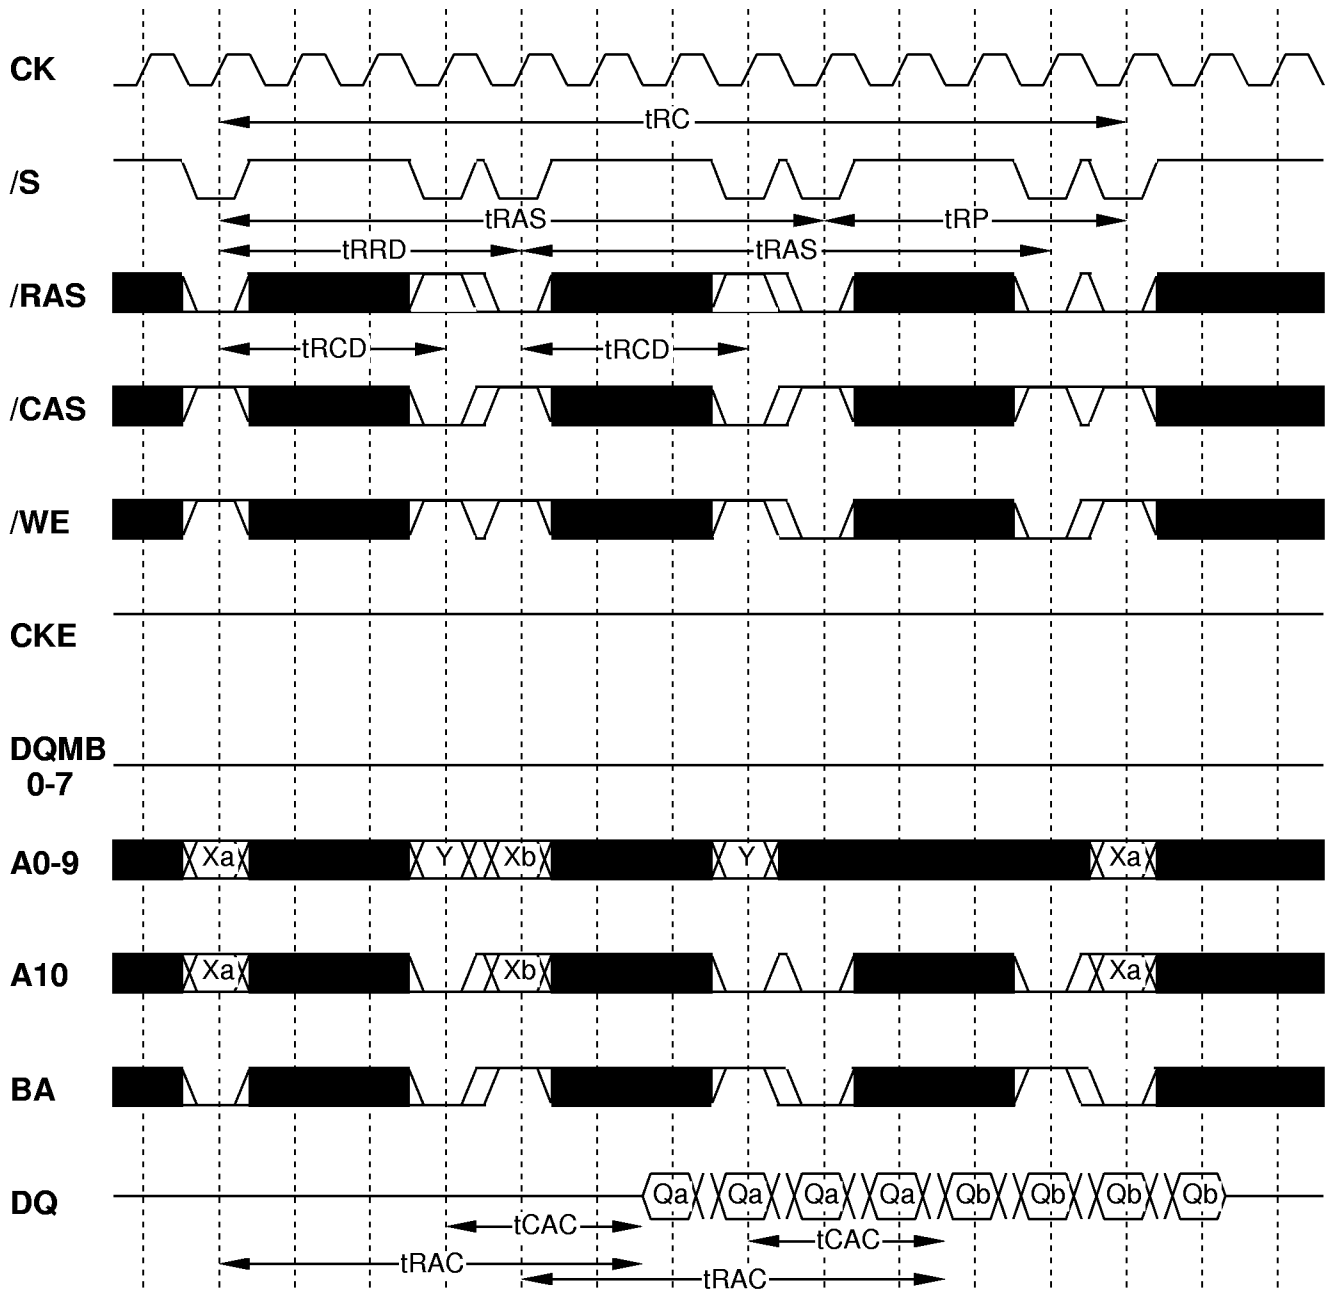 CK
tRC
/S
tRAS tRP
tRRD tRAS
/RAS
tRCD tRCD
/CAS
/WE
CKE
DQMB
0-7
A0-9 Xa Y Xb Y Xa
A10 Xa Xb Xa
BA
DQ Qa Qa Qa Qa Qb Qb Qb Qb
tCAC
tCAC
tRAC
tRAC